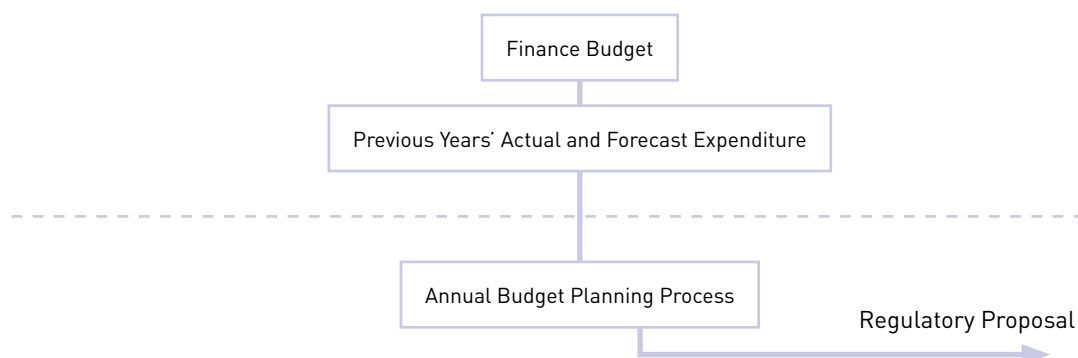 Finance Budget
Previous Years’ Actual and Forecast Expenditure
Annual Budget Planning Process
Regulatory Proposal